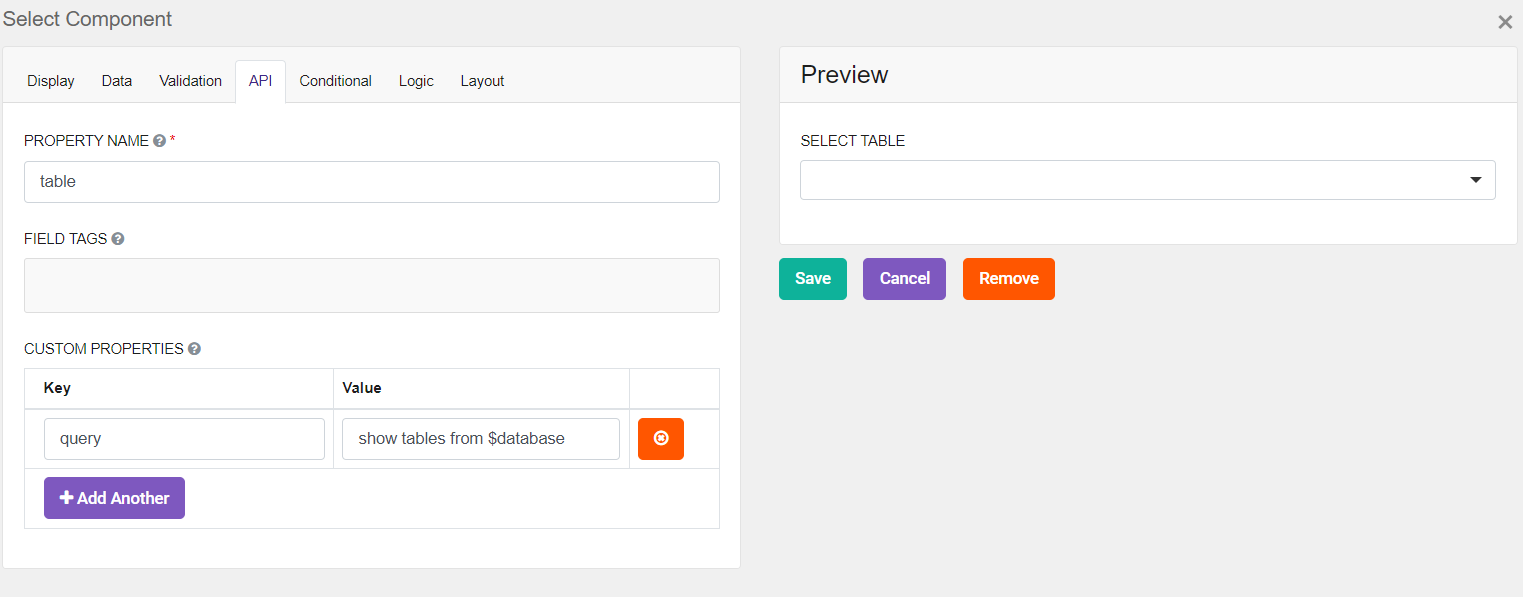 Select Component
Display Data Validation API Conditional Logic Layout
PROPERTY NAME *
table
FIELD TAGS
CUSTOM PROPERTIES
Key Value
query show tables from $database
Add Another
Preview
SELECT TABLE
Save Cancel Remove